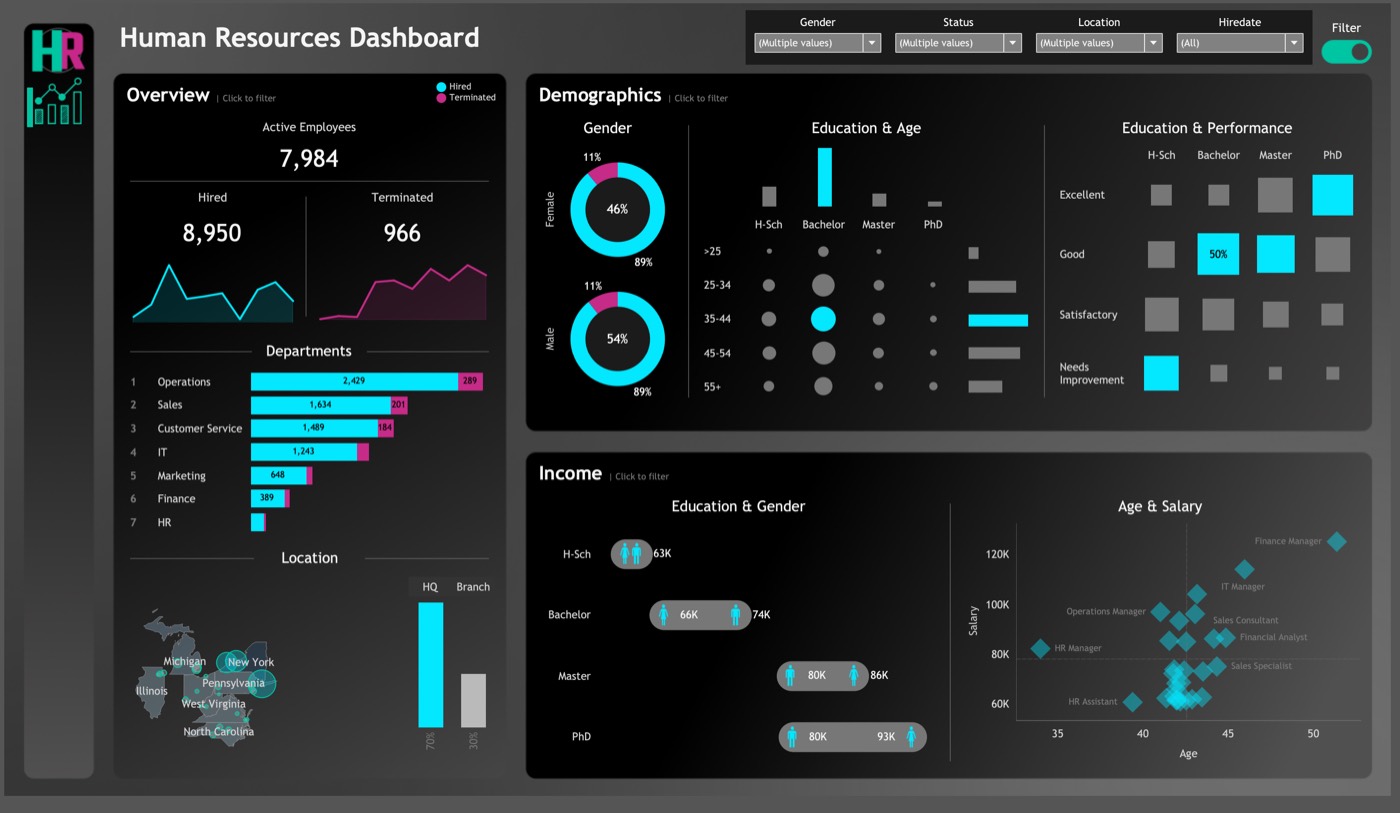 HR
Human Resources Dashboard
Gender
Status
Location
Hiredate
(Multiple values)
(Multiple values)
(Multiple values)
(All)
Filter
Overview | Click to filter
Hired
Terminated
Active Employees
7,984
Hired
8,950
Terminated
966
Departments
1 Operations 2,429 289
2 Sales 1,634 201
3 Customer Service 1,489 184
4 IT 1,243
5 Marketing 648
6 Finance 389
7 HR
Location
Michigan
New York
Illinois
Pennsylvania
West Virginia
North Carolina
HQ Branch
70% 30%
Demographics | Click to filter
Gender
Female
11%
46%
89%
Male
11%
54%
89%
Education & Age
H-Sch Bachelor Master PhD
>25
25-34
35-44
45-54
55+
Education & Performance
H-Sch Bachelor Master PhD
Excellent
Good 50%
Satisfactory
Needs
Improvement
Income | Click to filter
Education & Gender
H-Sch 63K
Bachelor 66K 74K
Master 80K 86K
PhD 80K 93K
Age & Salary
Salary
120K
100K
80K
60K
Finance Manager
IT Manager
Operations Manager
Sales Consultant
Financial Analyst
HR Manager
Sales Specialist
HR Assistant
35 40 45 50
Age